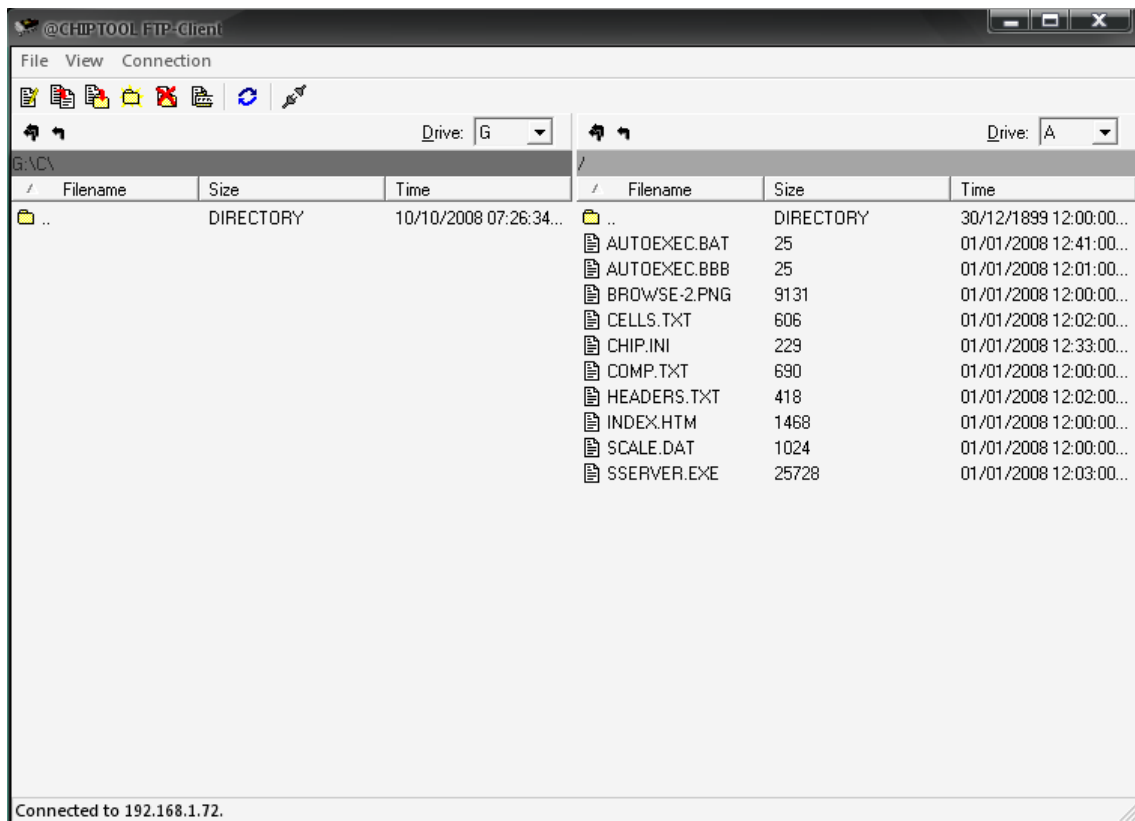 @CHIPTOOL FTP-Client
File View Connection
Drive: G
Drive: A
G:\C\
/
/ Filename Size Time
/ Filename Size Time
.. DIRECTORY 10/10/2008 07:26:34...
.. DIRECTORY 30/12/1899 12:00:00...
AUTOEXEC.BAT 25 01/01/2008 12:41:00...
AUTOEXEC.BBB 25 01/01/2008 12:01:00...
BROWSE-2.PNG 9131 01/01/2008 12:00:00...
CELLS.TXT 606 01/01/2008 12:02:00...
CHIP.INI 229 01/01/2008 12:33:00...
COMP.TXT 690 01/01/2008 12:00:00...
HEADERS.TXT 418 01/01/2008 12:02:00...
INDEX.HTM 1468 01/01/2008 12:00:00...
SCALE.DAT 1024 01/01/2008 12:00:00...
SSERVER.EXE 25728 01/01/2008 12:03:00...
Connected to 192.168.1.72.